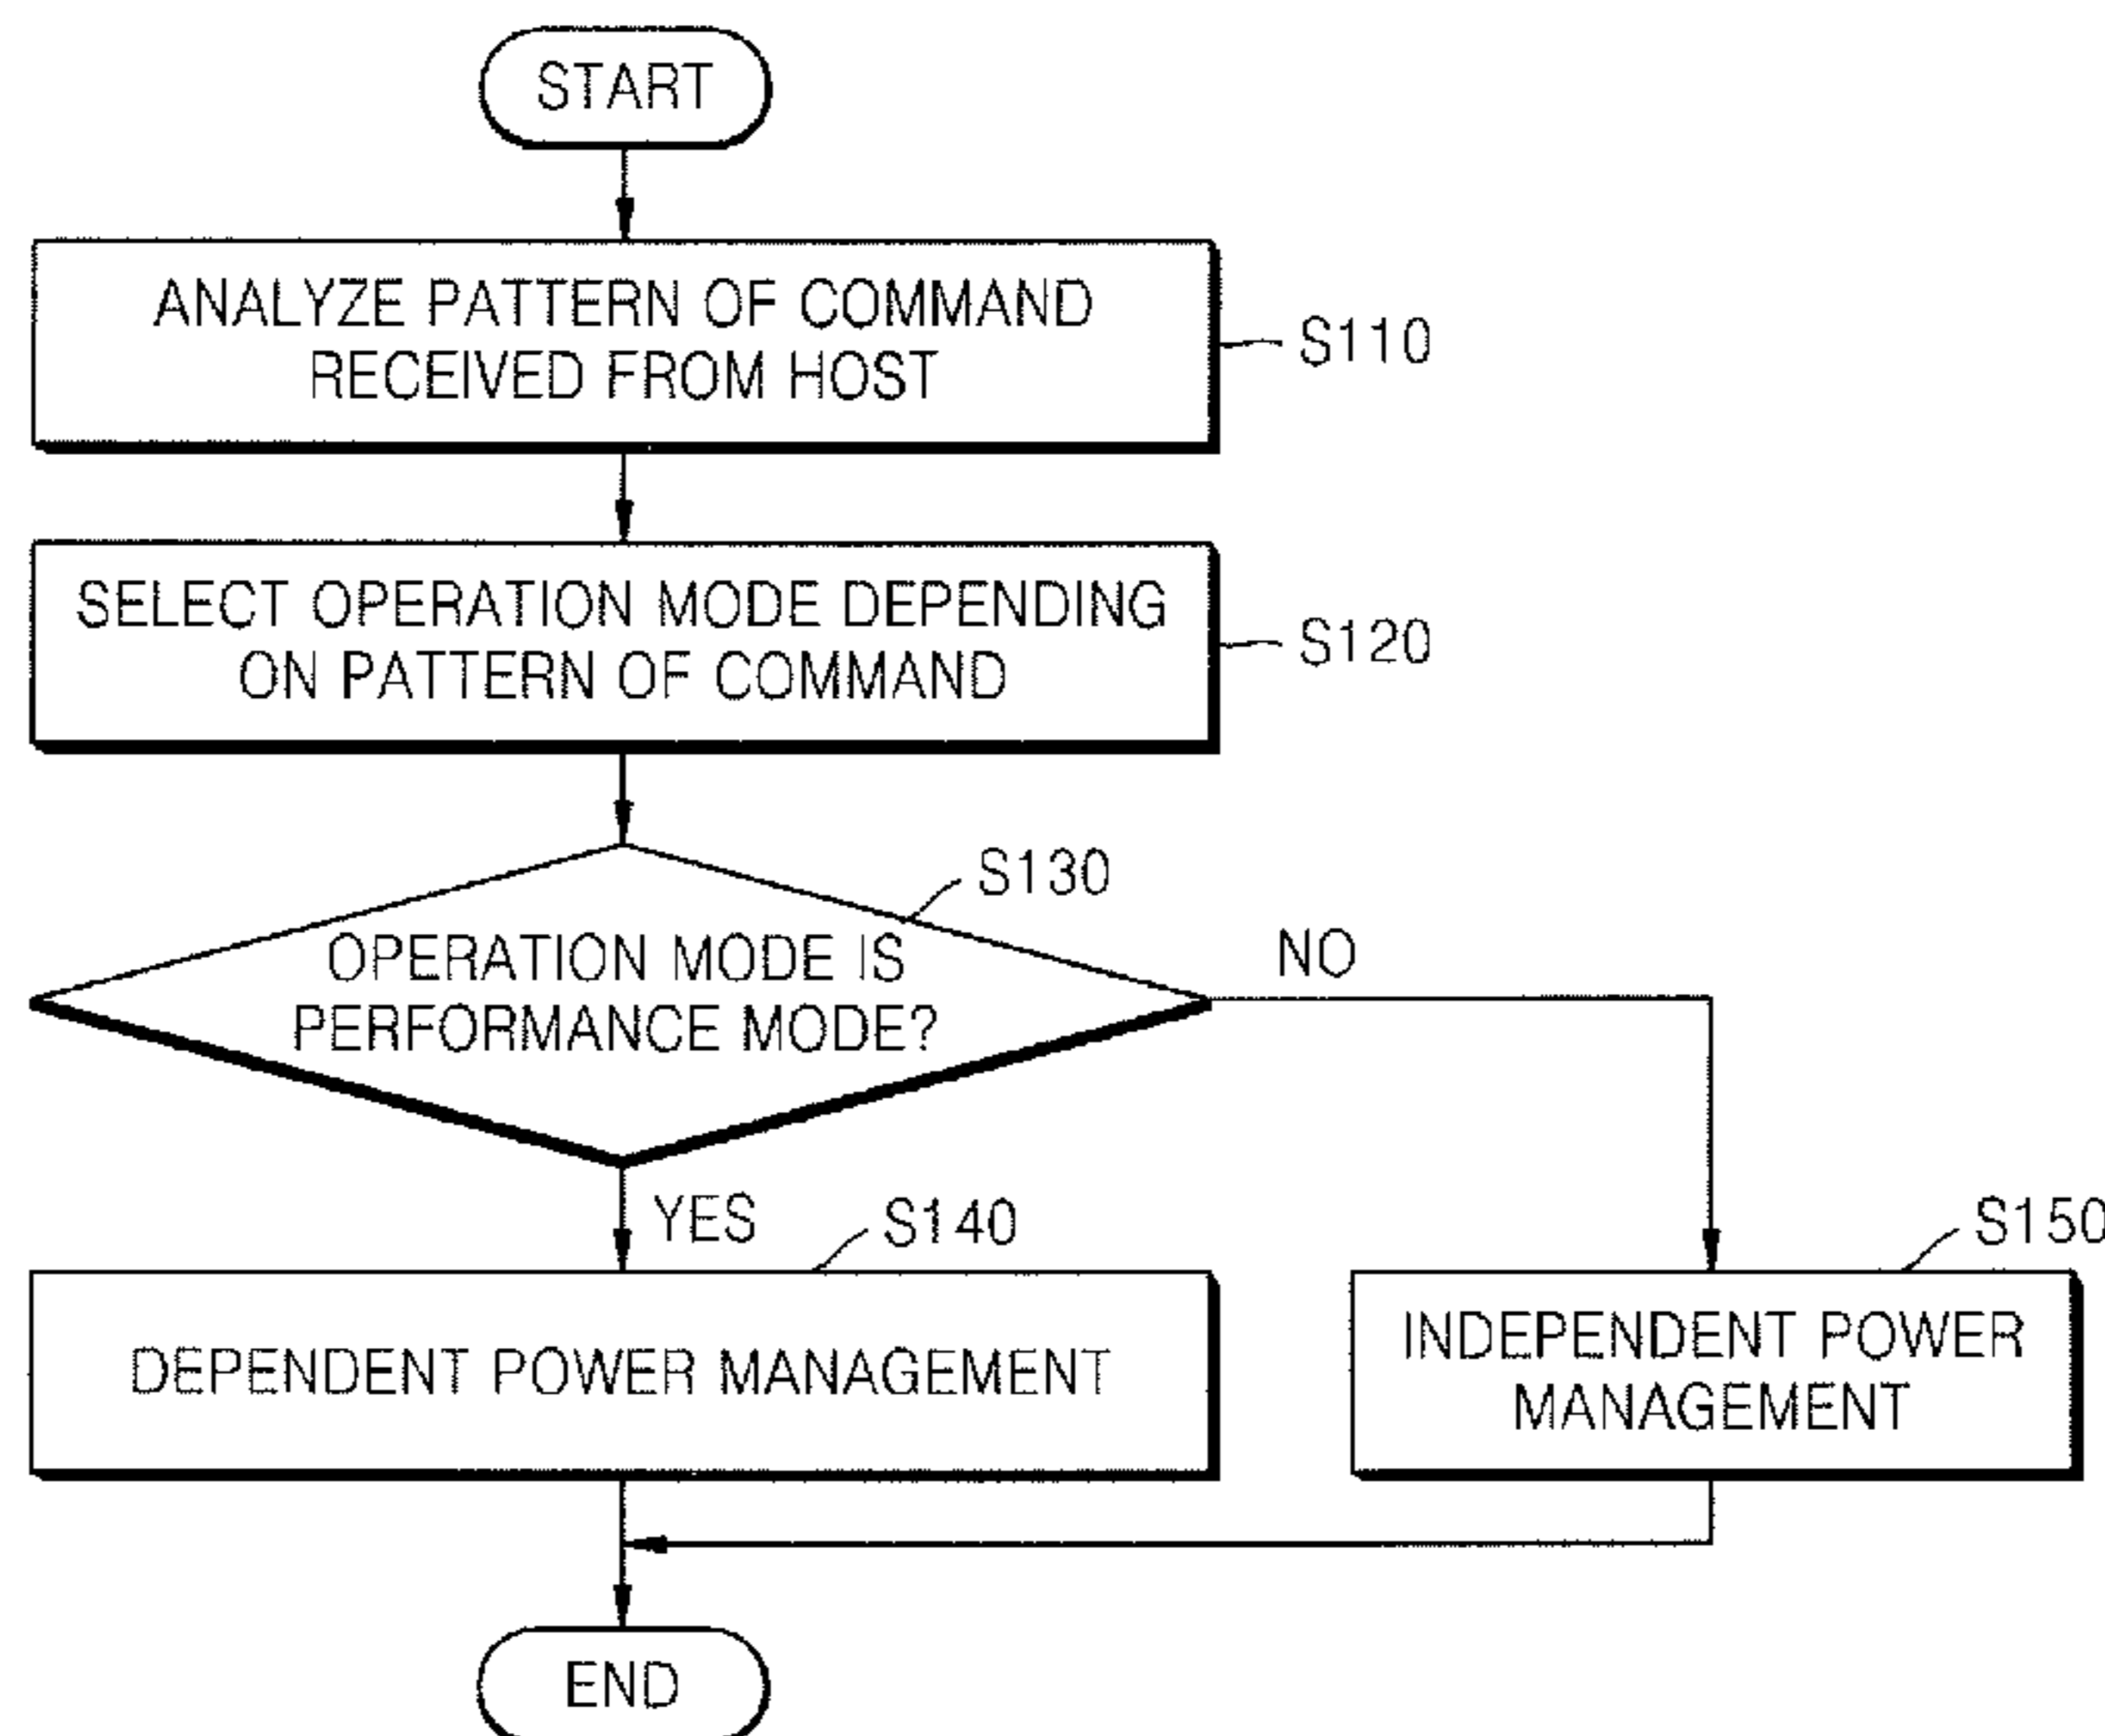 START
ANALYZE PATTERN OF COMMAND
RECEIVED FROM HOST
S110
SELECT OPERATION MODE DEPENDING
ON PATTERN OF COMMAND
S120
S130
OPERATION MODE IS
PERFORMANCE MODE?
NO
YES
S140
S150
DEPENDENT POWER MANAGEMENT
INDEPENDENT POWER
MANAGEMENT
END